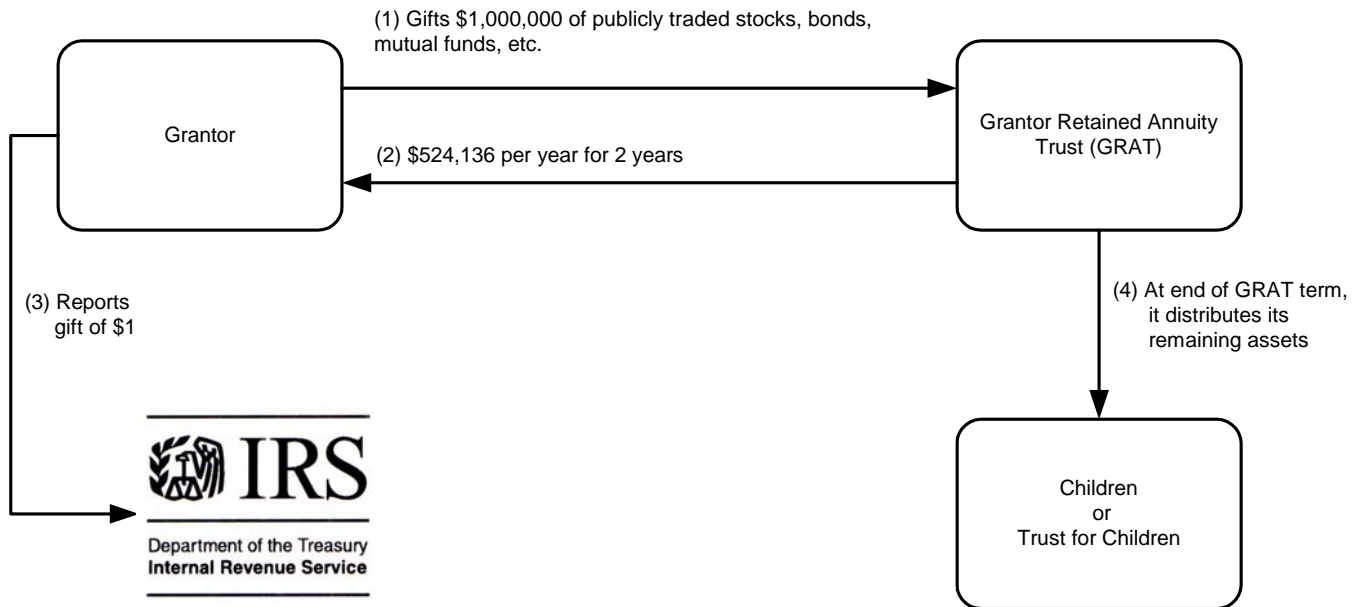 (1) Gifts $1,000,000 of publicly traded stocks, bonds,
mutual funds, etc.
Grantor
Grantor Retained Annuity
Trust (GRAT)
(2) $524,136 per year for 2 years
(3) Reports
gift of $1
(4) At end of GRAT term,
it distributes its
remaining assets
IRS
Department of the Treasury
Internal Revenue Service
Children
or
Trust for Children